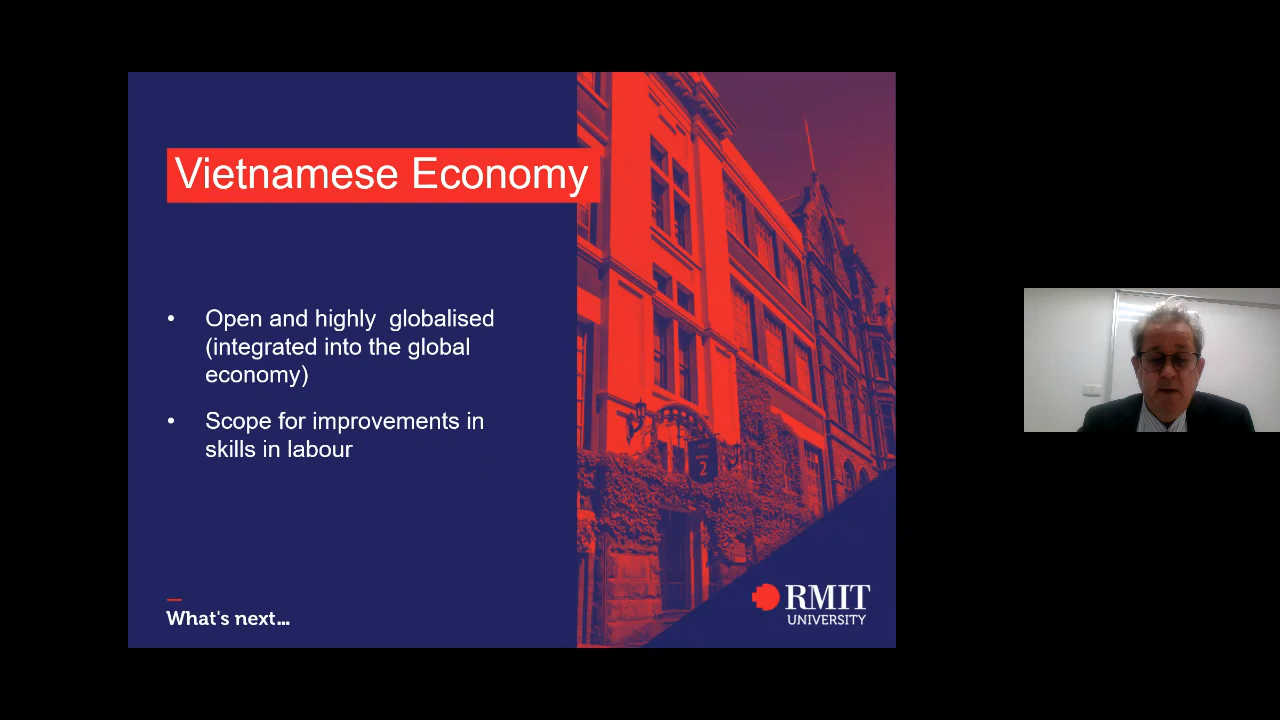 Vietnamese Economy
• Open and highly globalised
(integrated into the global
economy)
• Scope for improvements in
skills in labour
2
What's next...
RMIT
UNIVERSITY